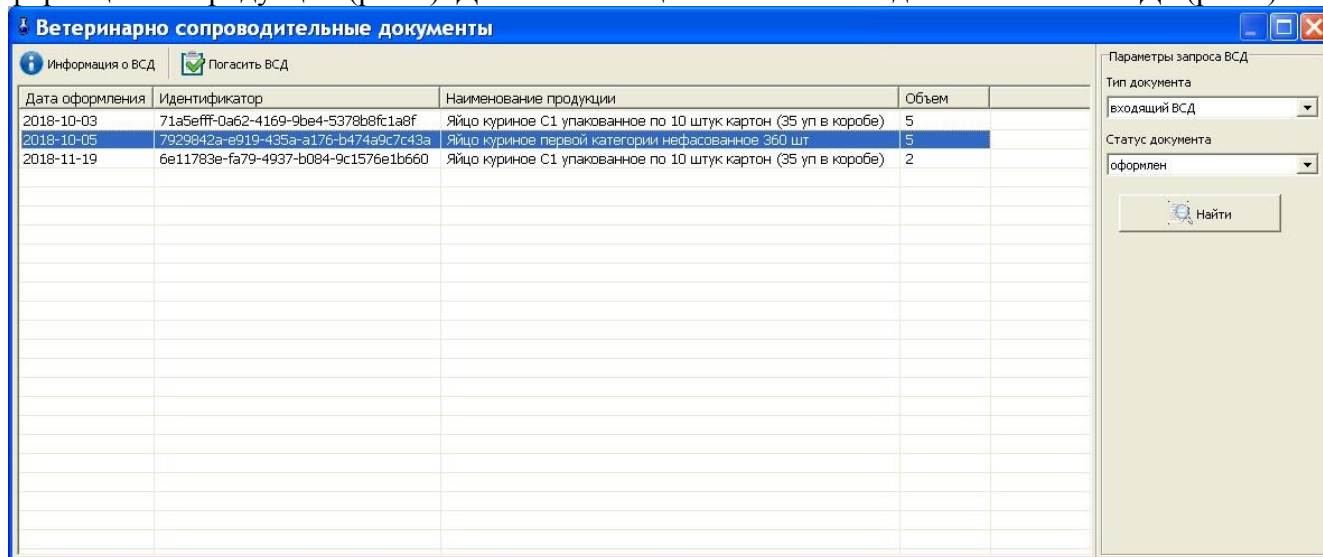 Ветеринарно сопроводительные документы
Информация о ВСД Погасить ВСД
Дата оформления Идентификатор Наименование продукции Объем
2018-10-03 71a5efff-0a62-4169-9be4-5378b8fc1a8f Яйцо куриное С1 упакованное по 10 штук картон (35 уп в коробе) 5
2018-10-05 7929842a-e919-435a-a176-b474a9c7c43a Яйцо куриное первой категории нефасованное 360 шт 5
2018-11-19 6e11783e-fa79-4937-b084-9c1576e1b660 Яйцо куриное С1 упакованное по 10 штук картон (35 уп в коробе) 2
Параметры запроса ВСД
Тип документа
входящий ВСД
Статус документа
оформлен
Найти